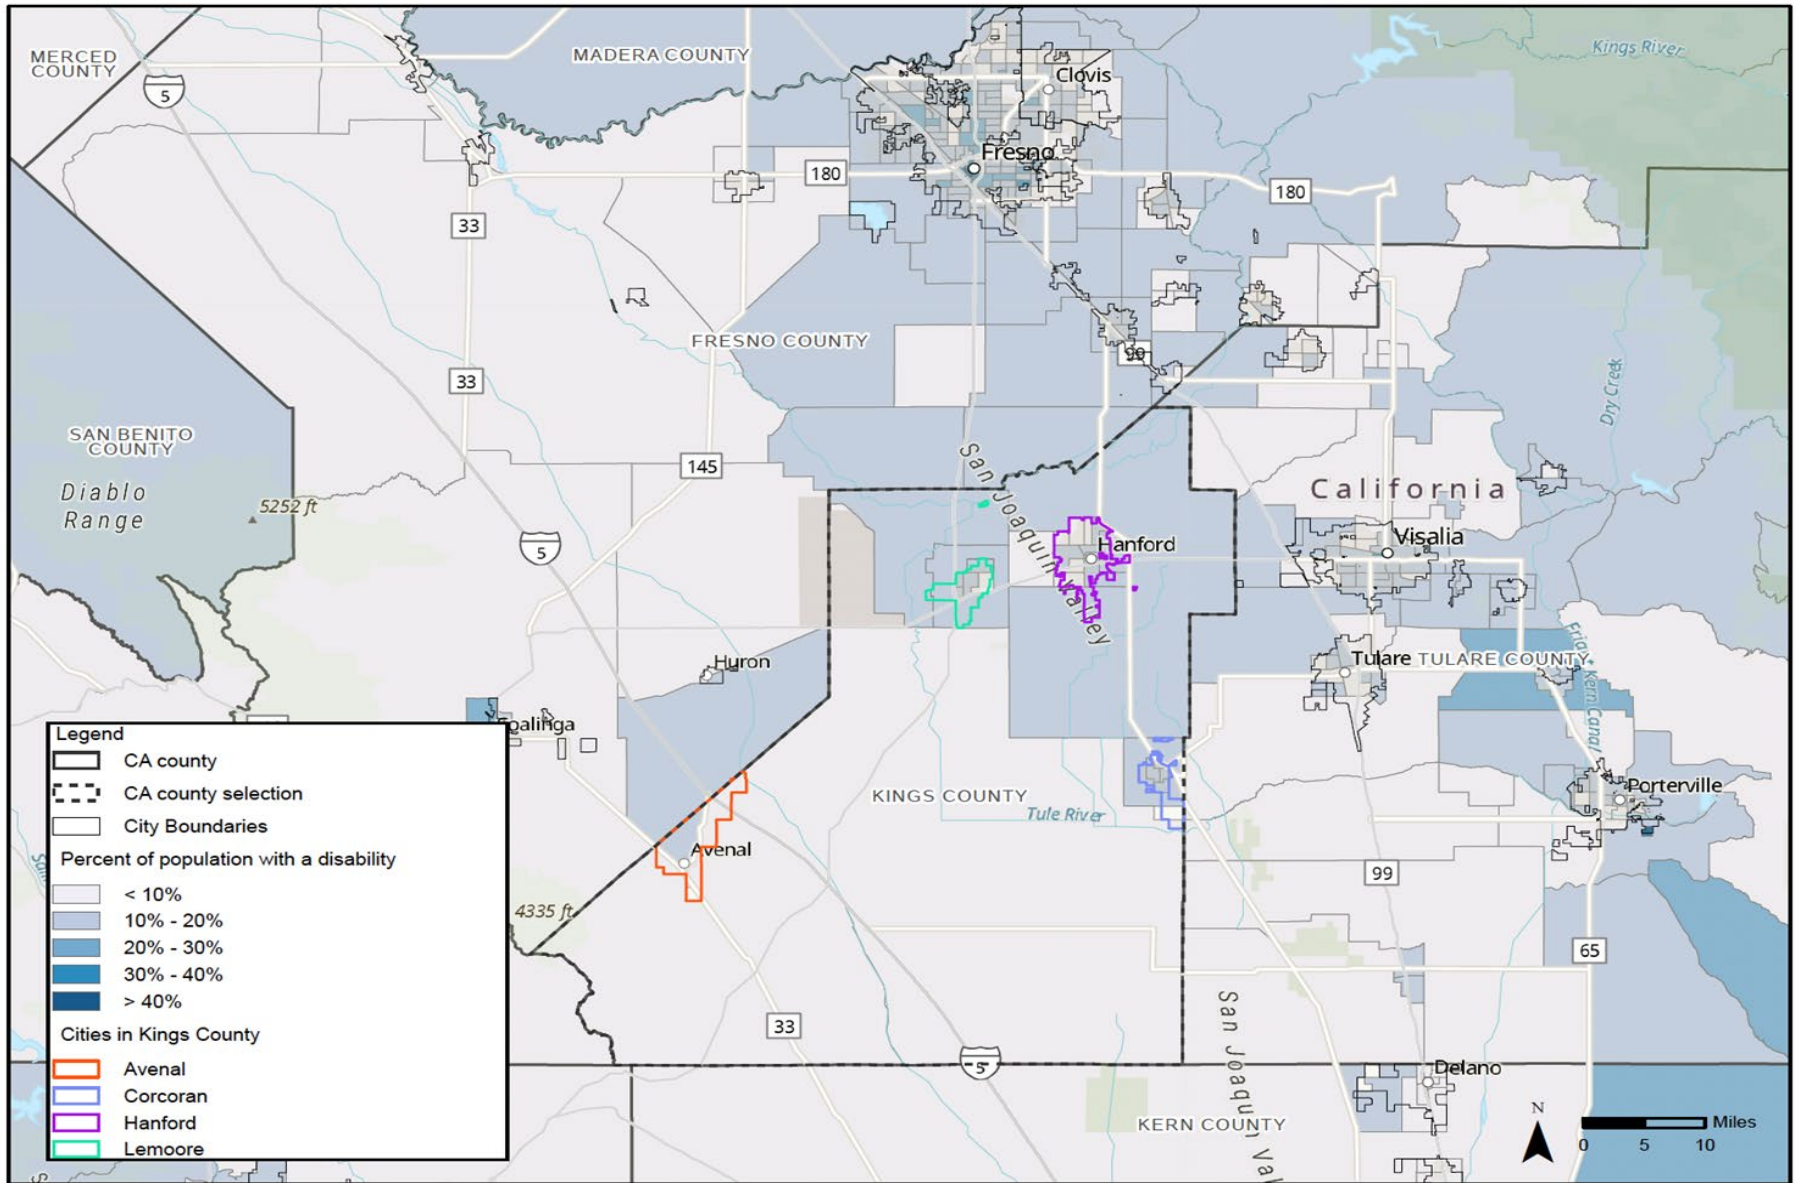 MERCED
COUNTY
MADERA COUNTY
Kings River
Clovis
5
Fresno
180
180
33
FRESNO COUNTY
99
33
Dry Creek
SAN BENITO
COUNTY
145
San Joaquin Valley
California
Diablo
Range
5252 ft
5
Hanford
Visalia
Friant Kern Canal
Huron
Tulare
TULARE COUNTY
Coalinga
Legend
CA county
CA county selection
City Boundaries
Percent of population with a disability
< 10%
10% - 20%
20% - 30%
30% - 40%
> 40%
Cities in Kings County
Avenal
Corcoran
Hanford
Lemoore
KINGS COUNTY
Tule River
Porterville
Avenal
99
4335 ft
65
33
San Joaquin Val
5
Delano
KERN COUNTY
N
Miles
0 5 10